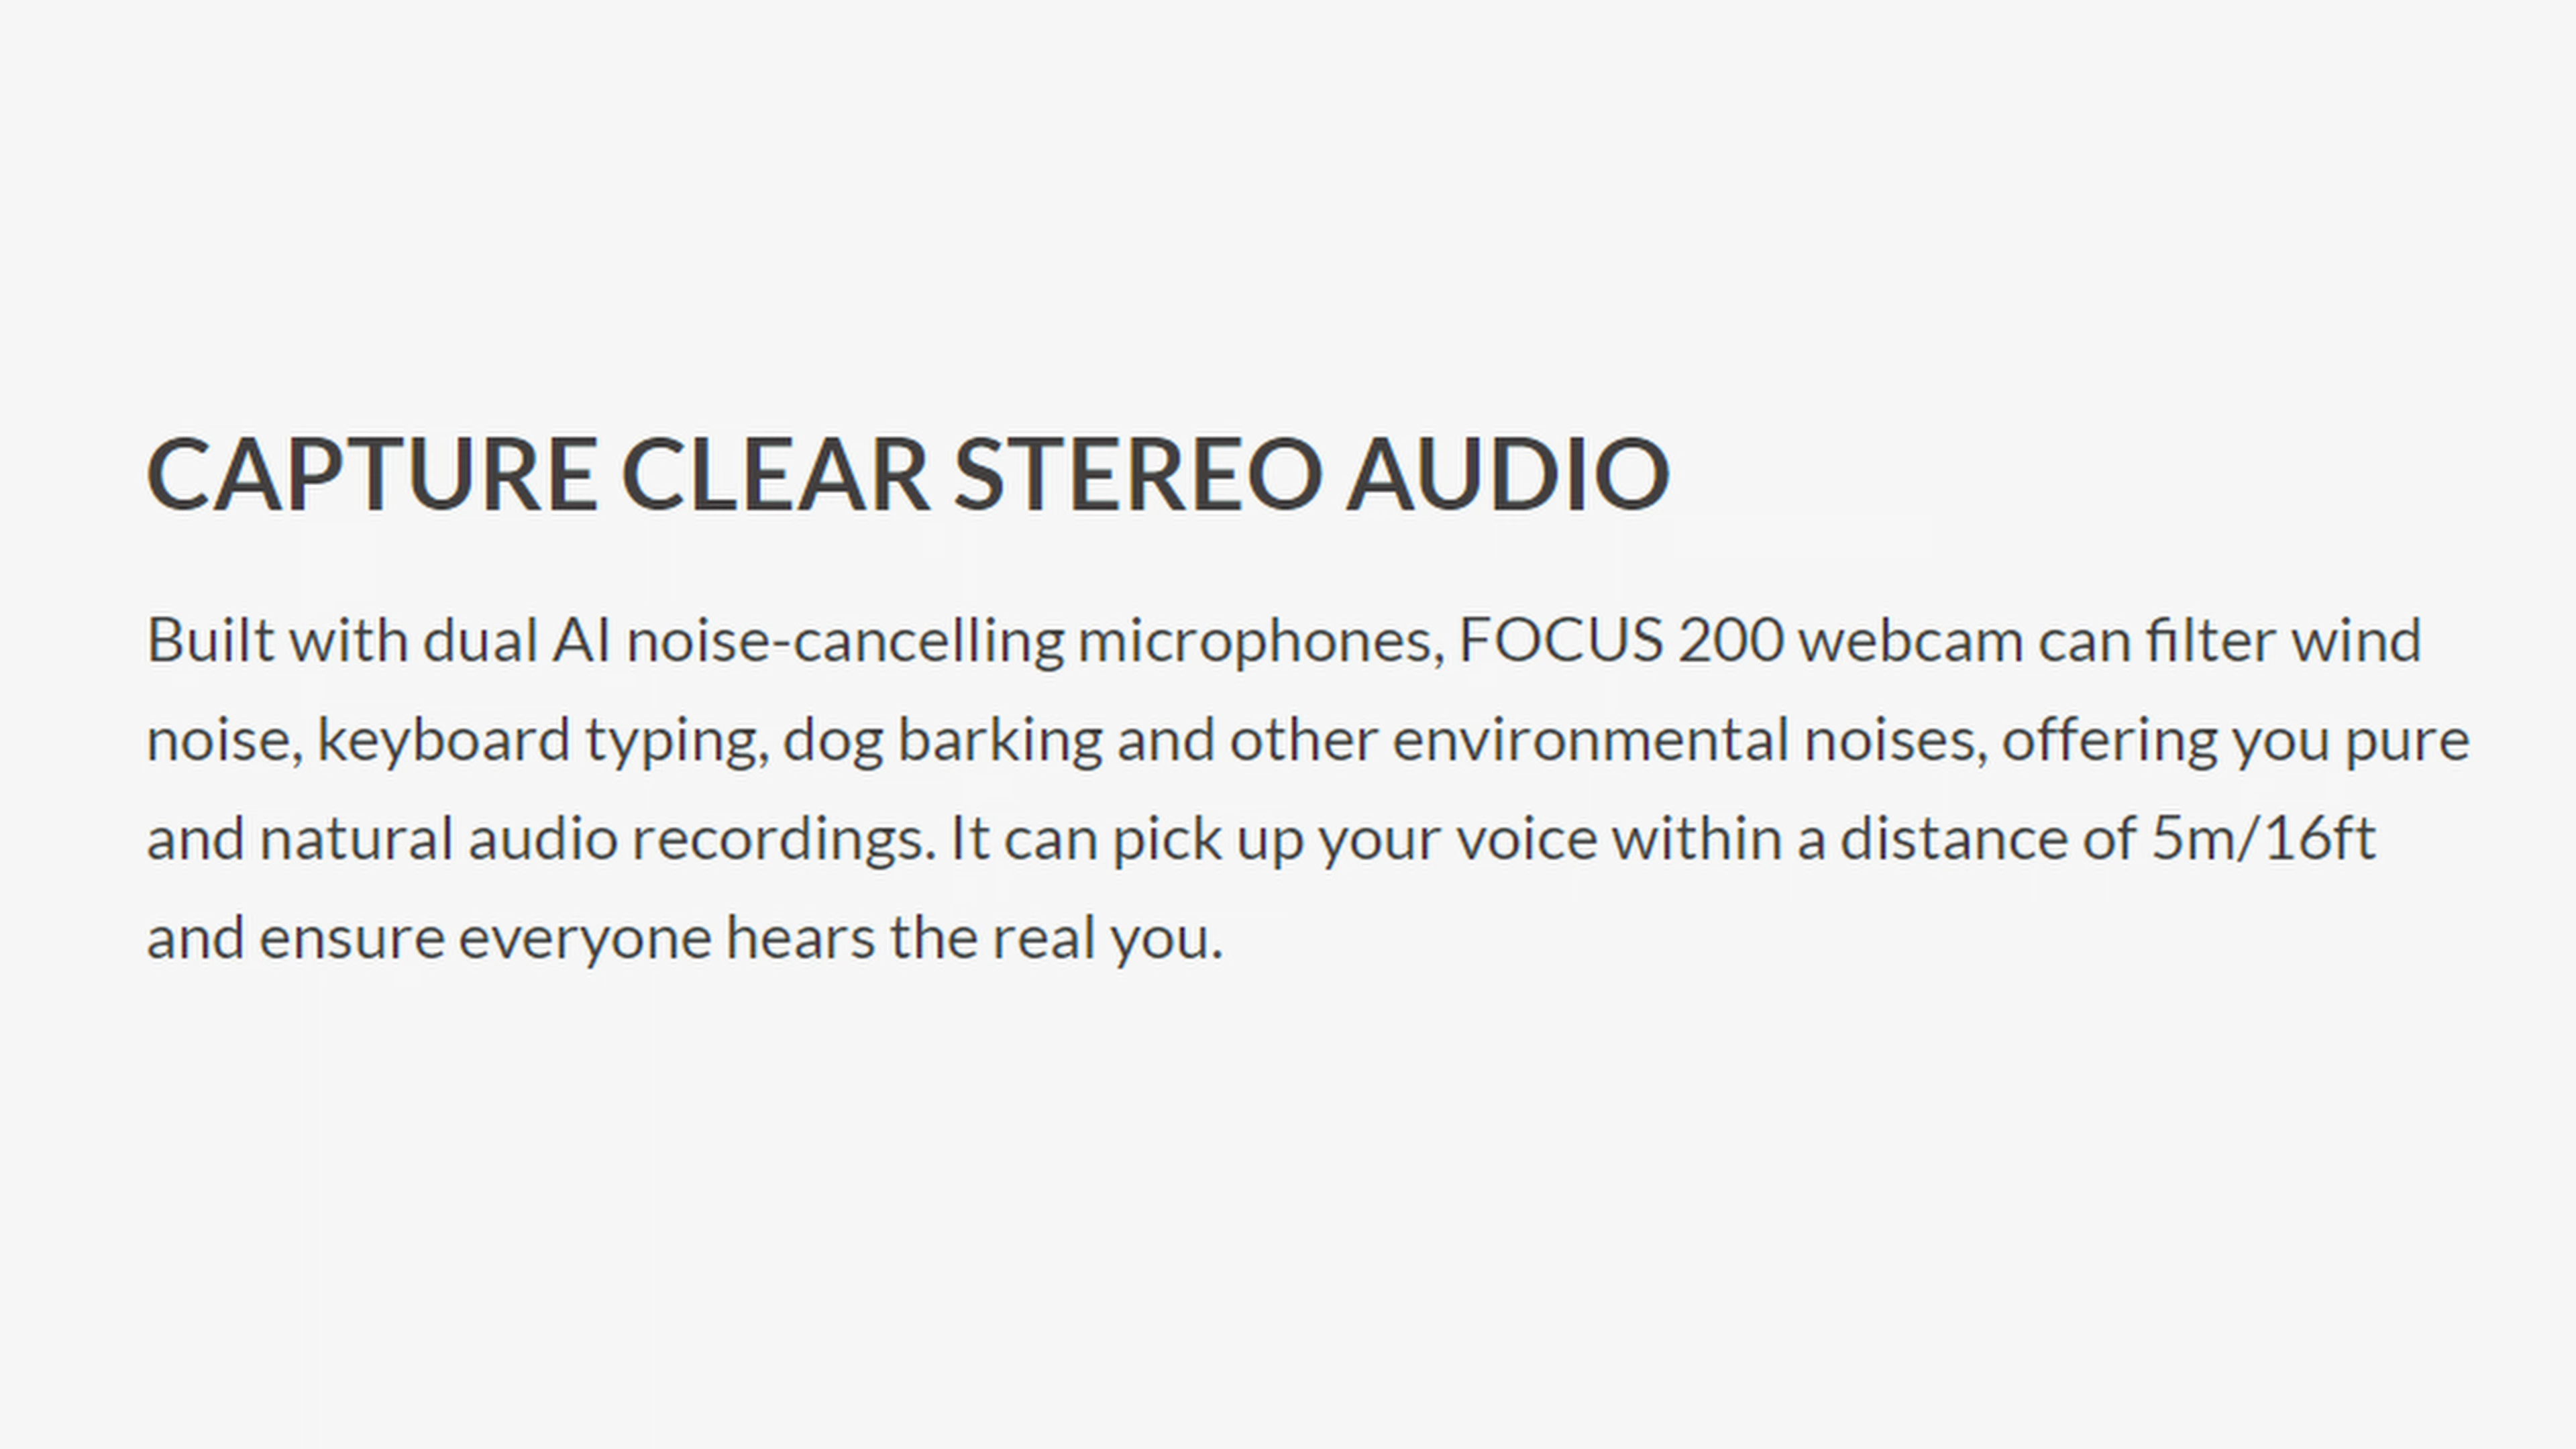 CAPTURE CLEAR STEREO AUDIO
Built with dual AI noise-cancelling microphones, FOCUS 200 webcam can filter wind
noise, keyboard typing, dog barking and other environmental noises, offering you pure
and natural audio recordings. It can pick up your voice within a distance of 5m/16ft
and ensure everyone hears the real you.